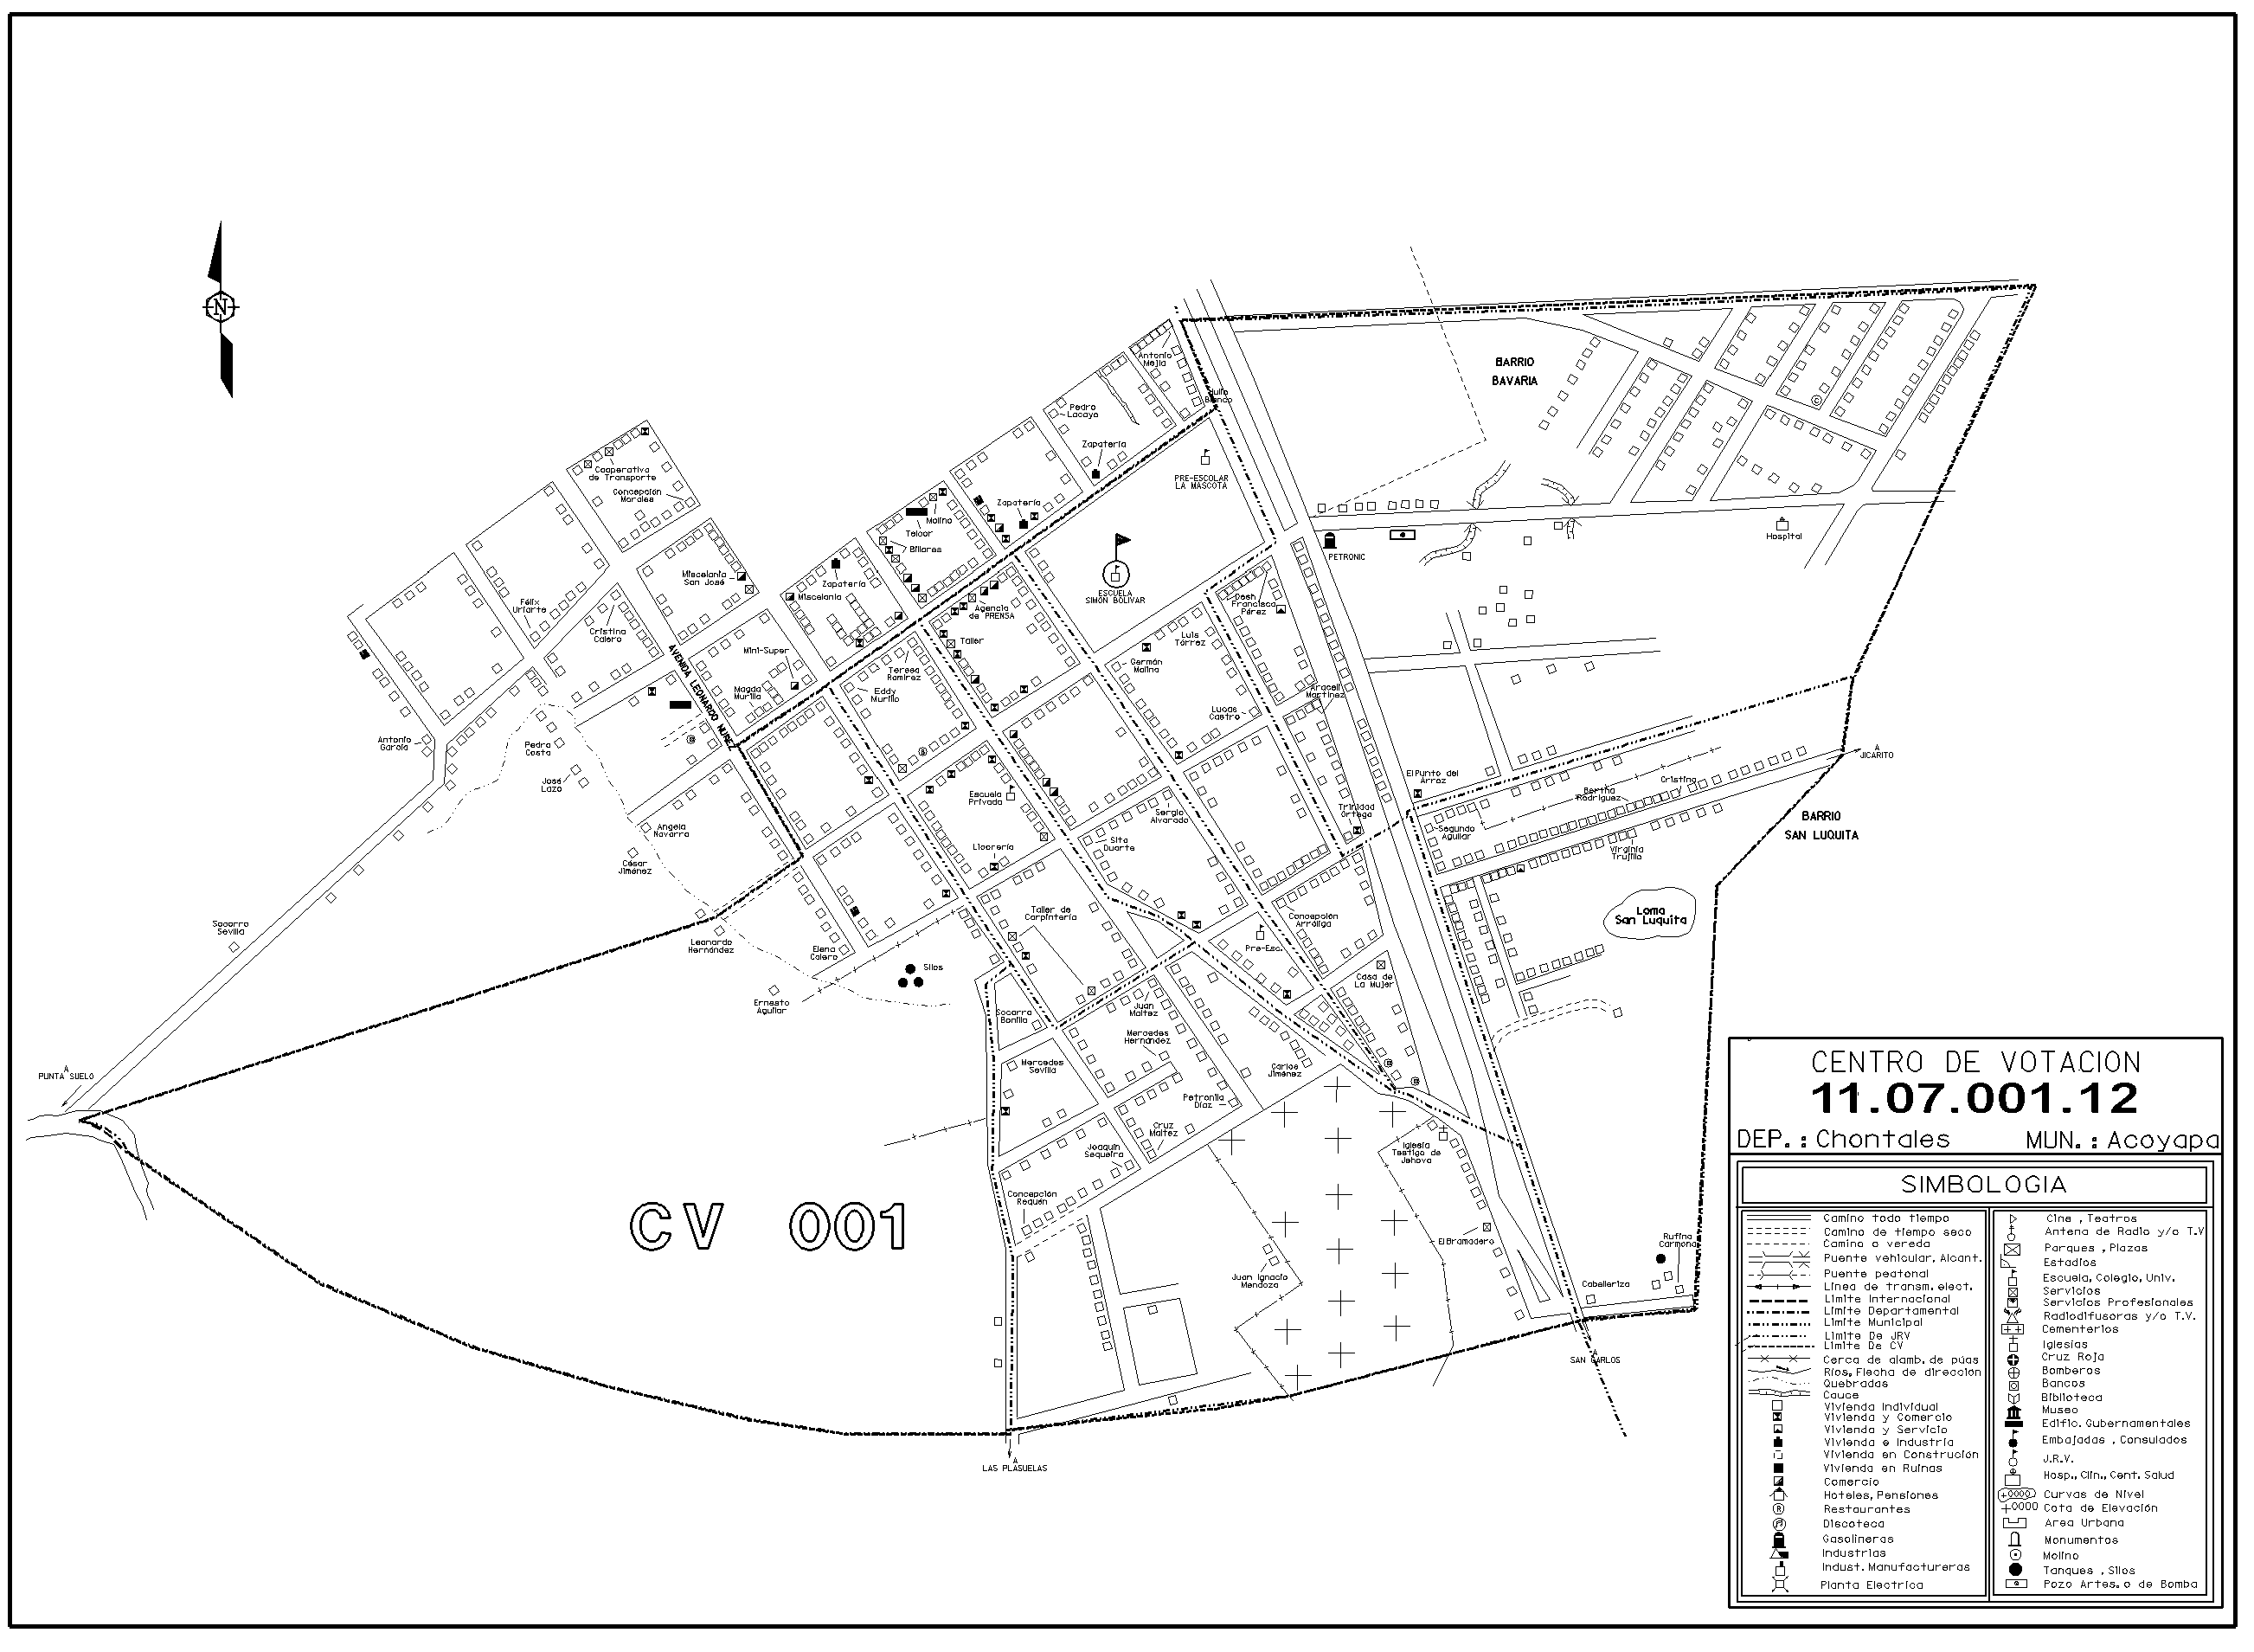 N
BARRIO
BAVARIA
Antonio
Mejía
Julio
Blanco
Pedro
Lacayo
Zapatería
PRE-ESCOLAR
LA MASCOTA
Cooperativa
de Transporte
Concepción
Morales
Zapatería
Molino
Telcor
Billares
PETRONIC
Hospital
Miscelania
San José
Zapatería
Miscelania
ESCUELA
SIMON BOLIVAR
Félix
Uriarte
Cristina
Calero
Agencia
de PRENSA
Taller
Cosh
Francisca
Pérez
Luis
Tórrez
Germán
Molina
Mini-Super
Teresa
Ramírez
Eddy
Murillo
Magda
Murillo
AVENIDA LEONARDO NUÑEZ
Araceli
Martínez
Lucas
Castro
Antonio
García
Pedro
Costa
José
Lazo
A
JICARITO
El Punto del
Arroz
Cristina
Bertha
Rodríguez
Escuela
Privada
Sergio
Alvarado
Trinidad
Ortega
BARRIO
SAN LUQUITA
Angela
Navarro
Segundo
Aguilar
Sita
Duarte
Licorería
Virginia
Trujillo
César
Jiménez
Loma
San Luquita
Taller de
Carpintería
Concepción
Arróliga
Socorro
Sevilla
Leonardo
Hernández
Elena
Calero
Pre-Esc.
Silos
Casa de
La Mujer
Ernesto
Aguilar
Socorro
Bonilla
Juan
Maltez
Mercedes
Hernández
Mercedes
Sevilla
Carlos
Jiménez
A
PUNTA SUELO
Petronila
Díaz
Cruz
Maltez
Joaquín
Sequeira
Iglesia
Testigo de
Jehova
Concepción
Requen
CV 001
El Bramadero
Rufina
Carmona
Juan Ignacio
Mendoza
Caballeriza
A
SAN CARLOS
A
LAS PLASUELAS
CENTRO DE VOTACION
11.07.001.12
DEP. : Chontales MUN. : Acoyapa
SIMBOLOGIA
Camino todo tiempo
Camino de tiempo seco
Camino o vereda
Puente vehicular, Alcant.
Puente peatonal
Línea de transm. elect.
Límite Internacional
Límite Departamental
Límite Municipal
Límite De JRV
Límite De CV
Cerca de alamb. de púas
Ríos, Flecha de dirección
Quebradas
Cauce
Vivienda Individual
Vivienda y Comercio
Vivienda y Servicio
Vivienda e Industria
Vivienda en Construción
Vivienda en Ruinas
Comercio
Hoteles, Pensiones
R Restaurantes
Discoteca
Gasolineras
Industrias
Indust. Manufactureras
Planta Electrica
Cine , Teatros
Antena de Radio y/o T.V
Parques , Plazas
Estadios
Escuela, Colegio, Univ.
Servicios
Servicios Profesionales
Radiodifusoras y/o T.V.
Cementerios
Iglesias
Cruz Roja
Bomberos
Bancos
Biblioteca
Museo
Edific. Gubernamentales
Embajadas , Consulados
J.R.V.
Hosp., Clín., Cent. Salud
+0000 Curvas de Nivel
+0000 Cota de Elevación
Area Urbana
Monumentos
Molino
Tanques , Silos
Pozo Artes. o de Bomba